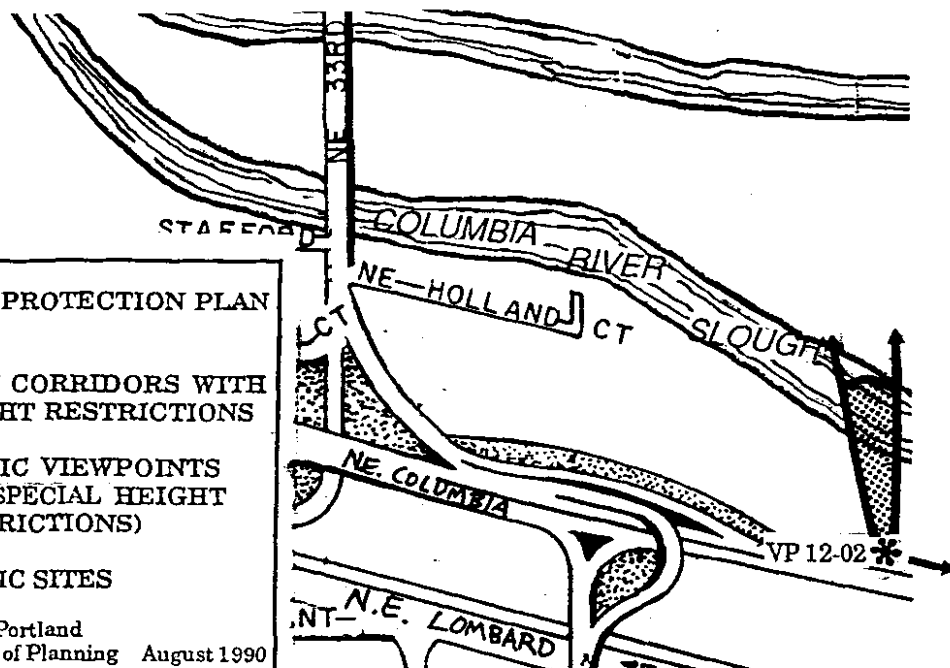 NE 33RD
STAFFORD
COLUMBIA
RIVER
SLOUGH
NE HOLLAND CT
CT
PROTECTION PLAN
CORRIDORS WITH
HT RESTRICTIONS
IC VIEWPOINTS
SPECIAL HEIGHT
RICTIONS)
IC SITES
Portland
of Planning August 1990
NE. COLUMBIA
VP 12-02
N.E. LOMBARD
NT